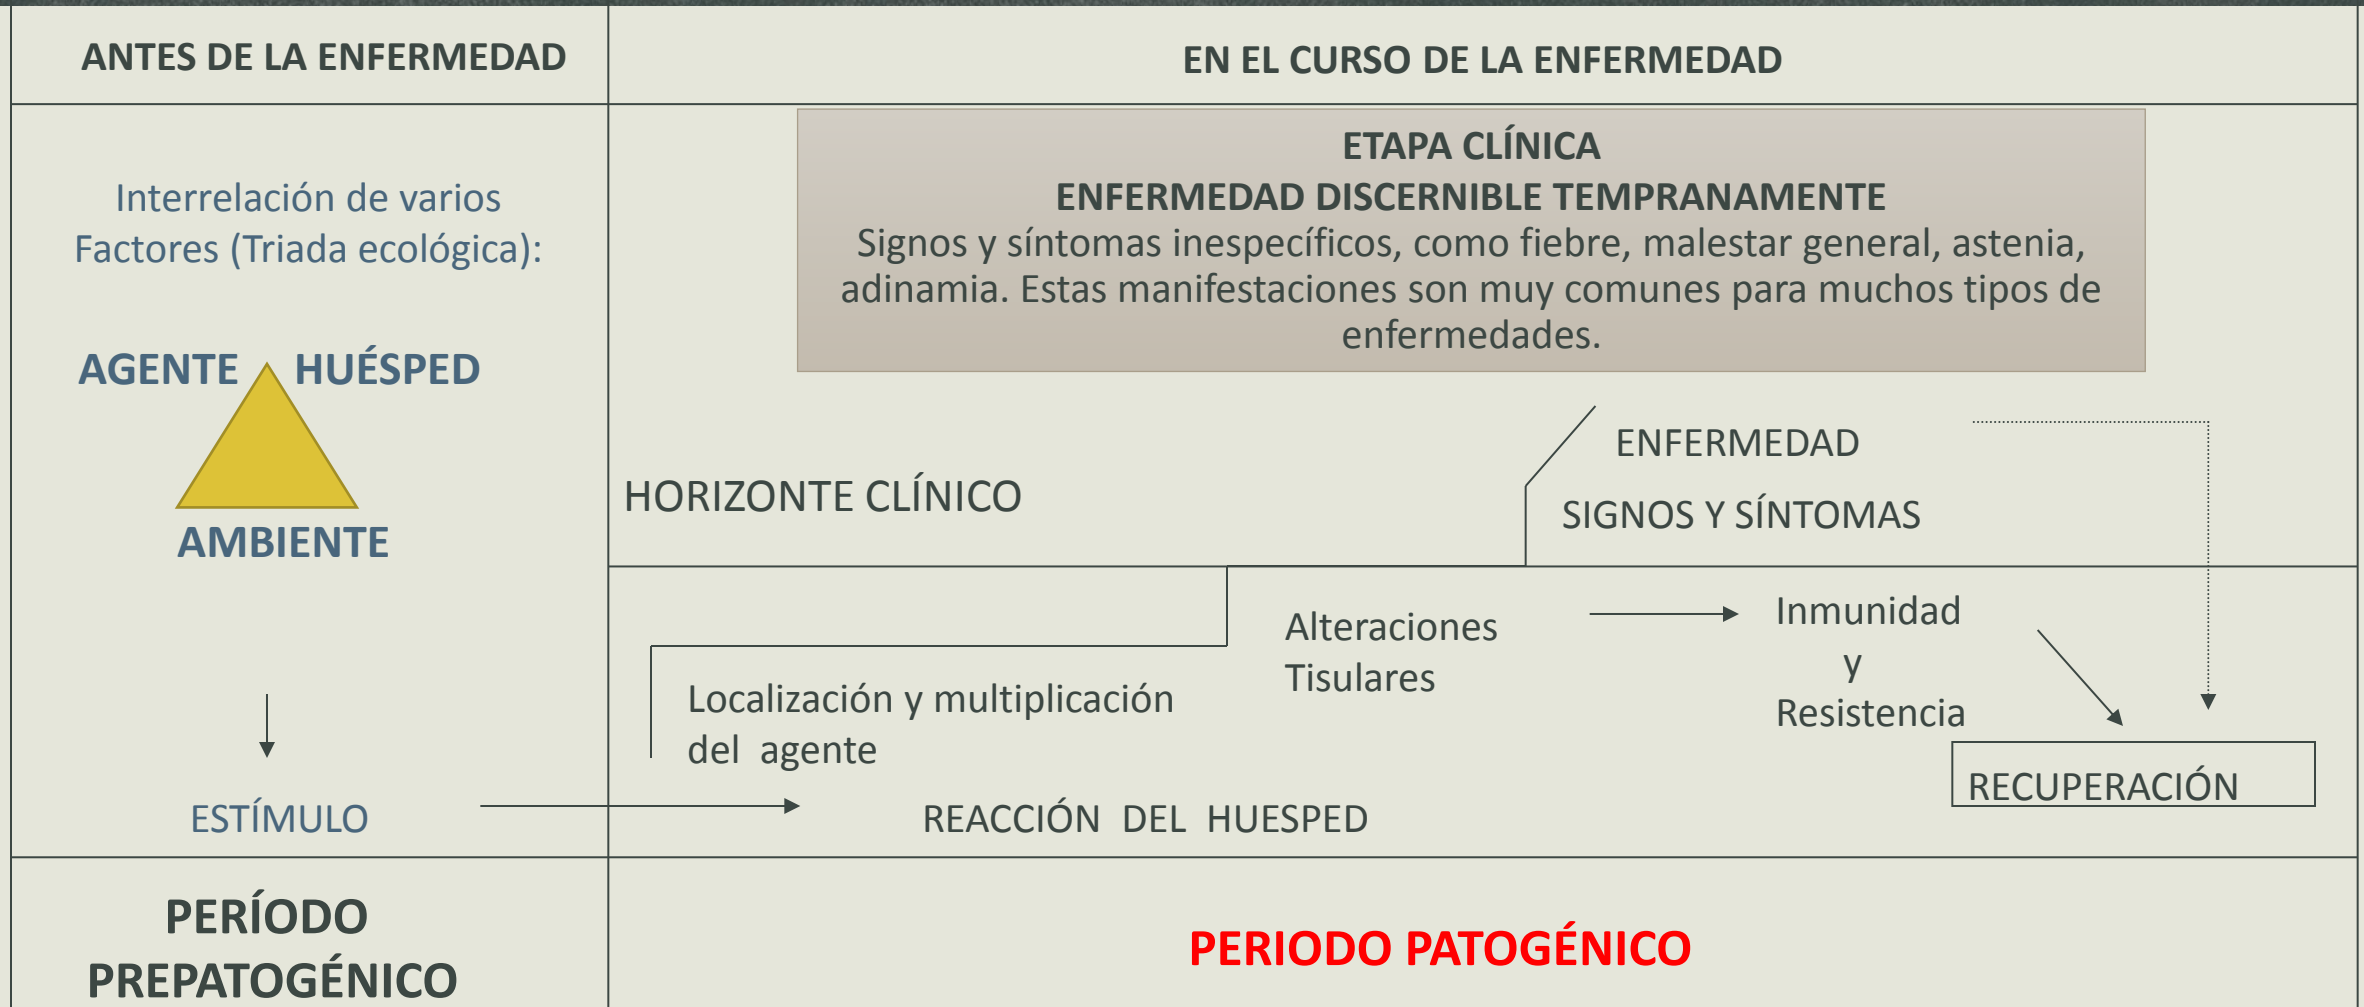 ANTES DE LA ENFERMEDAD
EN EL CURSO DE LA ENFERMEDAD
Interrelación de varios
Factores (Triada ecológica):
AGENTE HUÉSPED
AMBIENTE
ESTÍMULO
ETAPA CLÍNICA
ENFERMEDAD DISCERNIBLE TEMPRANAMENTE
Signos y síntomas inespecíficos, como fiebre, malestar general, astenia,
adinamia. Estas manifestaciones son muy comunes para muchos tipos de
enfermedades.
HORIZONTE CLÍNICO
ENFERMEDAD
SIGNOS Y SÍNTOMAS
Localización y multiplicación
del agente
Alteraciones
Tisulares
Inmunidad
y
Resistencia
RECUPERACIÓN
REACCIÓN DEL HUESPED
PERÍODO
PREPATOGÉNICO
PERIODO PATOGÉNICO